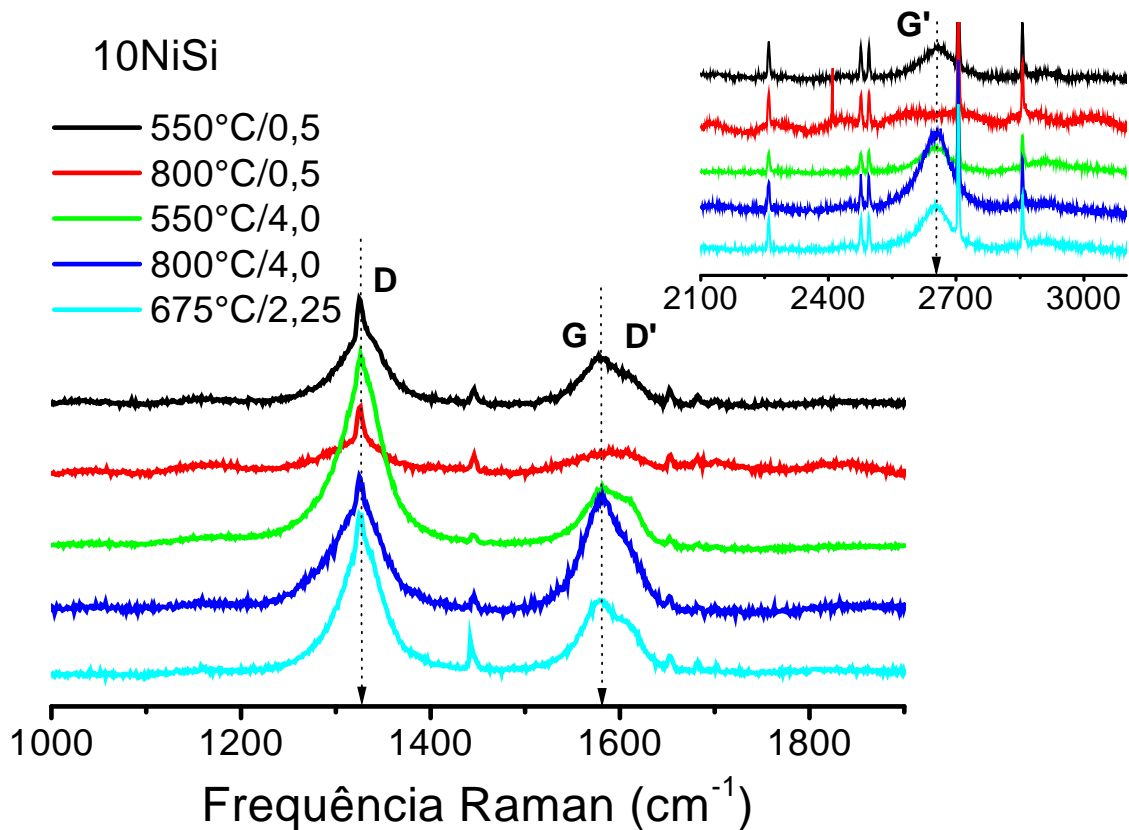 10NiSi
550°C/0,5
800°C/0,5
550°C/4,0
800°C/4,0
675°C/2,25
G'
2100 2400 2700 3000
D
G D'
1000 1200 1400 1600 1800
Frequência Raman (cm⁻¹)